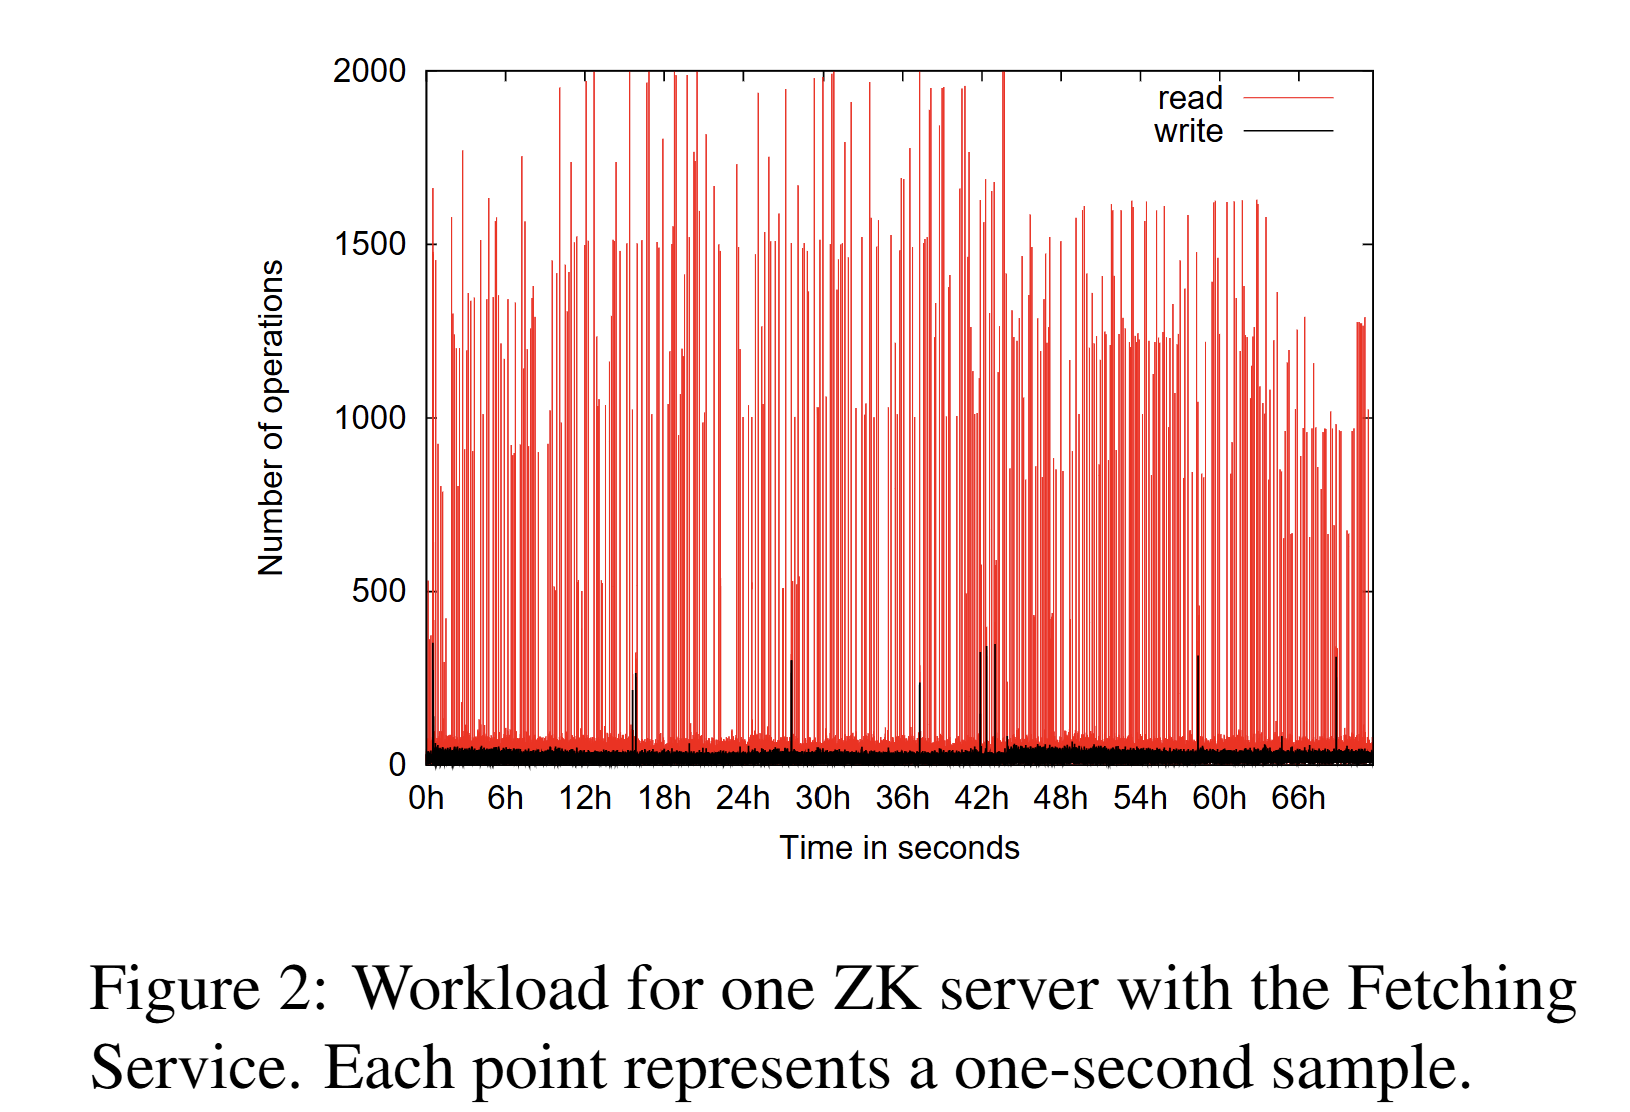 2000
1500
1000
500
0
Number of operations
read
write
0h 6h 12h 18h 24h 30h 36h 42h 48h 54h 60h 66h
Time in seconds
Figure 2: Workload for one ZK server with the Fetching
Service. Each point represents a one-second sample.